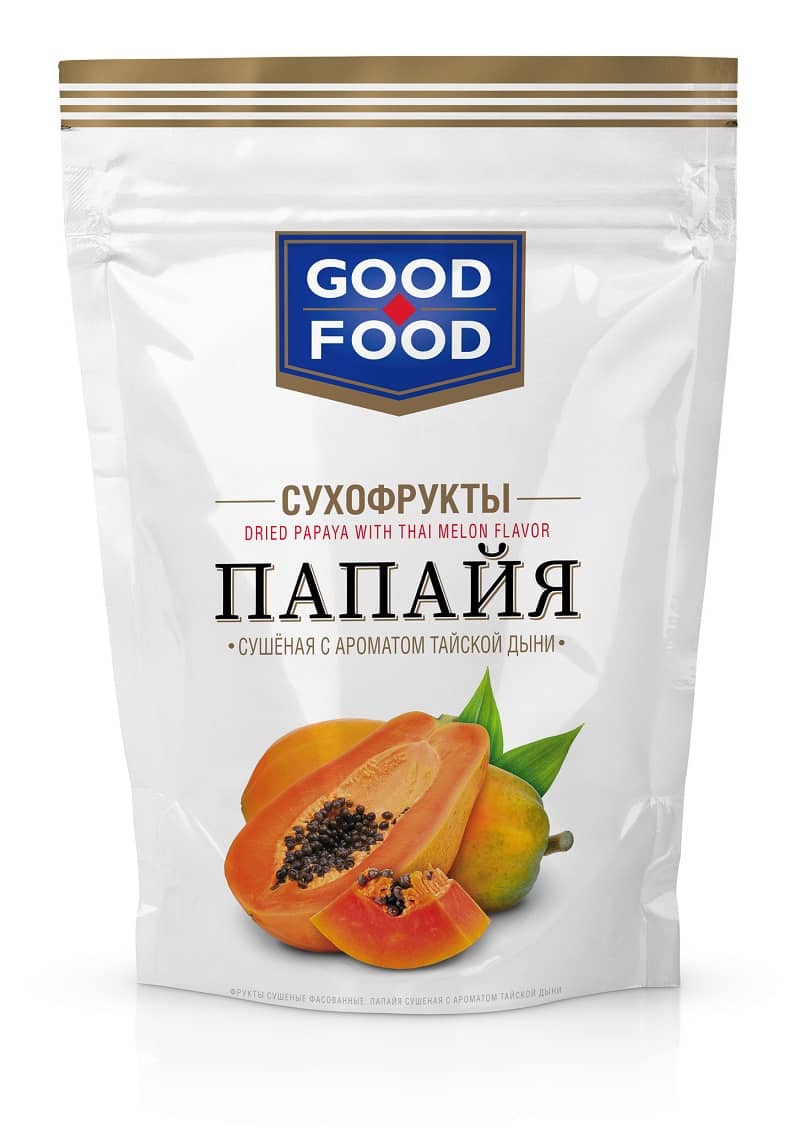 GOOD
FOOD
СУХОФРУКТЫ
DRIED PAPAYA WITH THAI MELON FLAVOR
ПАПАЙЯ
•СУШЁНАЯ С АРОМАТОМ ТАЙСКОЙ ДЫНИ•
ФРУКТЫ СУШЕНЫЕ ФАСОВАННЫЕ: ПАПАЙЯ СУШЕНАЯ С АРОМАТОМ ТАЙСКОЙ ДЫНИ